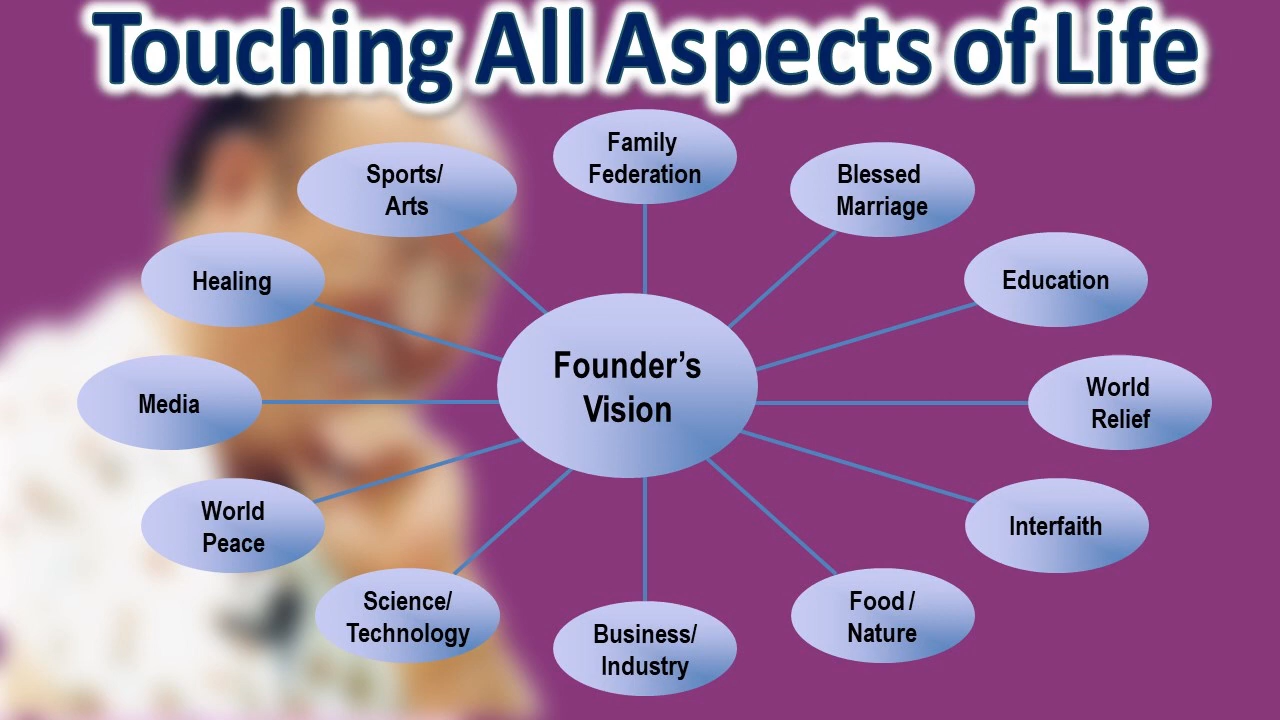 Touching All Aspects of Life
Family
Federation
Sports/
Arts
Blessed
Marriage
Healing
Education
Founder’s
Vision
Media
World
Relief
World
Peace
Interfaith
Science/
Technology
Business/
Industry
Food /
Nature